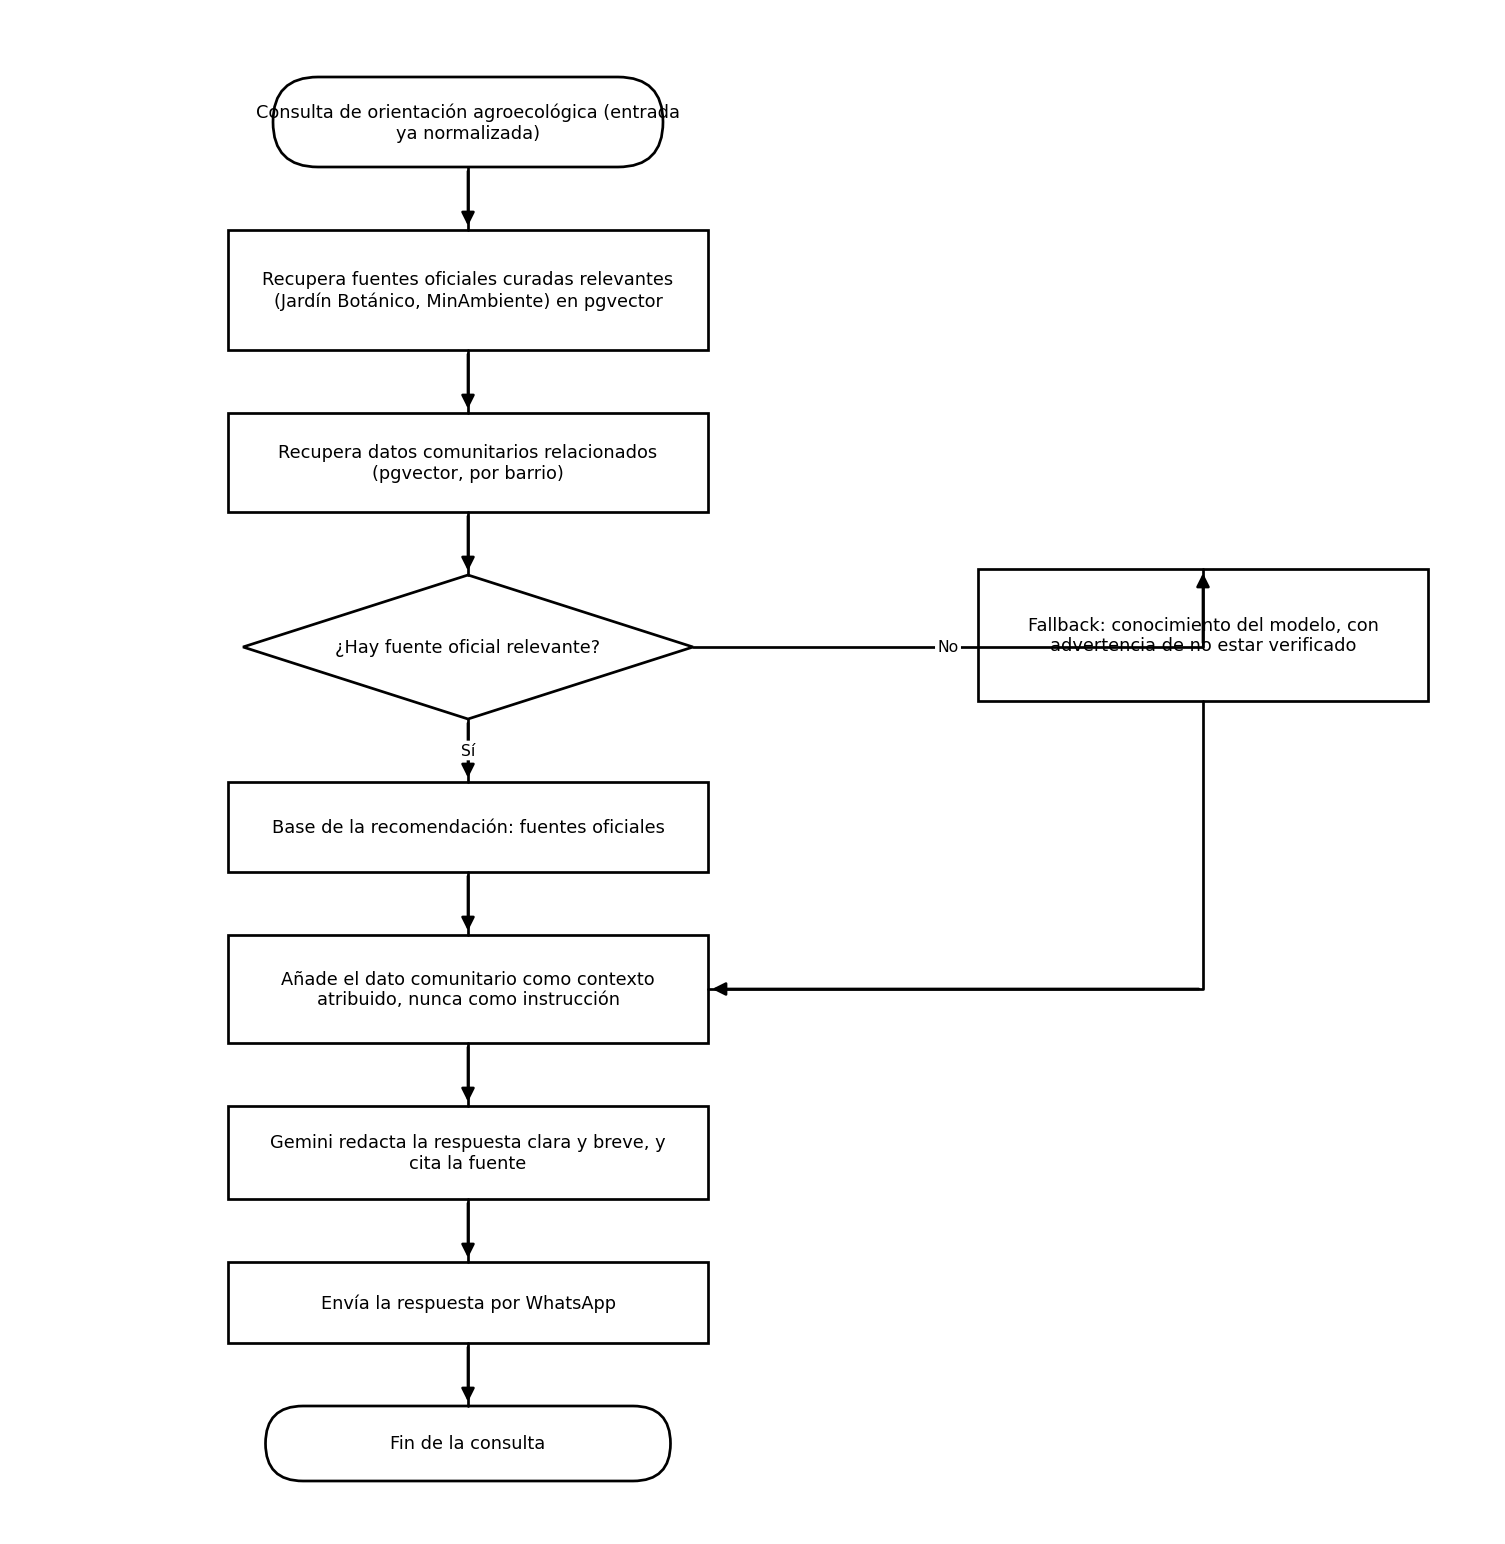 Consulta de orientación agroecológica (entrada
ya normalizada)
Recupera fuentes oficiales curadas relevantes
(Jardín Botánico, MinAmbiente) en pgvector
Recupera datos comunitarios relacionados
(pgvector, por barrio)
¿Hay fuente oficial relevante?
No
Fallback: conocimiento del modelo, con
advertencia de no estar verificado
Sí
Base de la recomendación: fuentes oficiales
Añade el dato comunitario como contexto
atribuido, nunca como instrucción
Gemini redacta la respuesta clara y breve, y
cita la fuente
Envía la respuesta por WhatsApp
Fin de la consulta